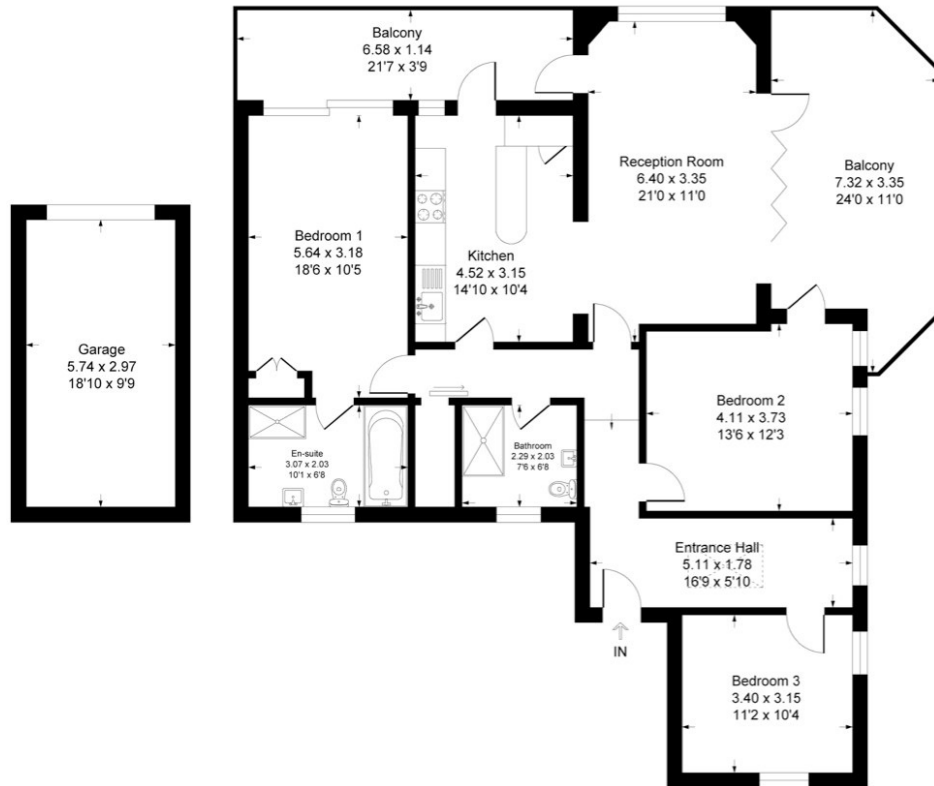 Balcony
6.58 x 1.14
21'7 x 3'9
Reception Room
6.40 x 3.35
21'0 x 11'0
Balcony
7.32 x 3.35
24'0 x 11'0
Bedroom 1
5.64 x 3.18
18'6 x 10'5
Kitchen
4.52 x 3.15
14'10 x 10'4
Garage
5.74 x 2.97
18'10 x 9'9
Bedroom 2
4.11 x 3.73
13'6 x 12'3
En-suite
3.07 x 2.03
10'1 x 6'8
Bathroom
2.29 x 2.03
7'6 x 6'8
Entrance Hall
5.11 x 1.78
16'9 x 5'10
IN
Bedroom 3
3.40 x 3.15
11'2 x 10'4